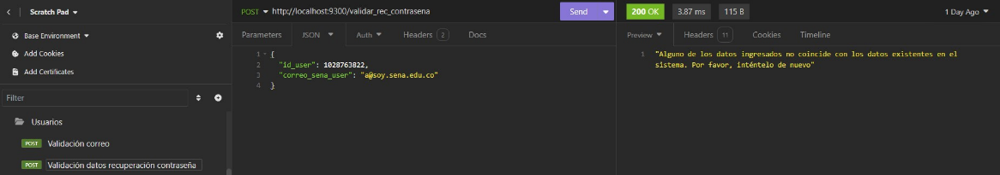 Scratch Pad
Base Environment
Add Cookies
Add Certificates
Filter
Usuarios
POST Validación correo
POST Validación datos recuperación contraseña
POST http://localhost:9300/validar_rec_contrasena Send
Parameters JSON Auth Headers 2 Docs
1 {
2 "id_user": 1028763822,
3 "correo_sena_user": "a@soy.sena.edu.co"
4 }
200 OK 3.87 ms 115 B 1 Day Ago
Preview Headers 11 Cookies Timeline
1 "Alguno de los datos ingresados no coincide con los datos existentes en el
sistema. Por favor, inténtelo de nuevo"